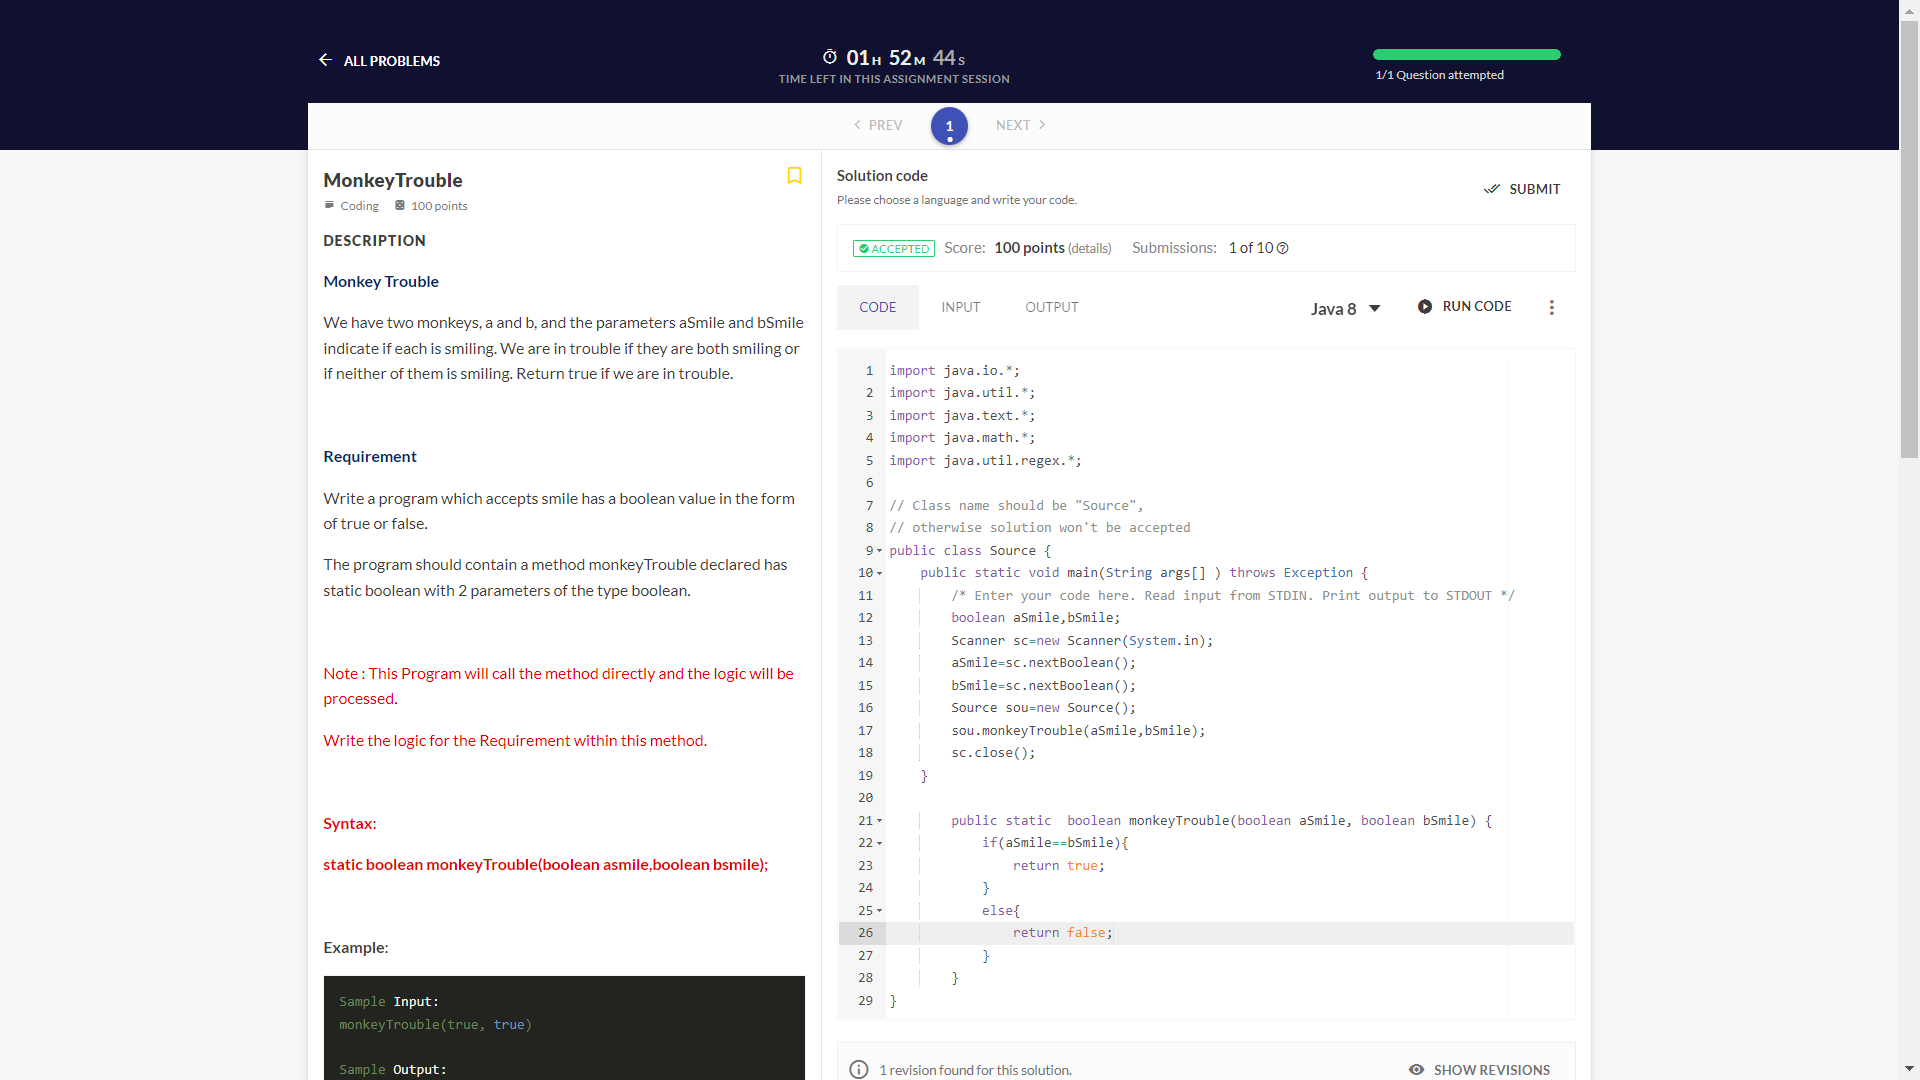 ALL PROBLEMS
01H 52M 44S
TIME LEFT IN THIS ASSIGNMENT SESSION
1/1 Question attempted
PREV
1
NEXT
MonkeyTrouble
Coding 100 points
DESCRIPTION
Monkey Trouble
We have two monkeys, a and b, and the parameters aSmile and bSmile
indicate if each is smiling. We are in trouble if they are both smiling or
if neither of them is smiling. Return true if we are in trouble.
Requirement
Write a program which accepts smile has a boolean value in the form
of true or false.
The program should contain a method monkeyTrouble declared has
static boolean with 2 parameters of the type boolean.
Note : This Program will call the method directly and the logic will be
processed.
Write the logic for the Requirement within this method.
Syntax:
static boolean monkeyTrouble(boolean asmile,boolean bsmile);
Example:
Sample Input:
monkeyTrouble(true, true)
Sample Output:
Solution code
Please choose a language and write your code.
SUBMIT
ACCEPTED Score: 100 points (details) Submissions: 1 of 10
CODE INPUT OUTPUT Java 8 RUN CODE
1 import java.io.*;
2 import java.util.*;
3 import java.text.*;
4 import java.math.*;
5 import java.util.regex.*;
6
7 // Class name should be "Source",
8 // otherwise solution won't be accepted
9 public class Source {
10 public static void main(String args[] ) throws Exception {
11 /* Enter your code here. Read input from STDIN. Print output to STDOUT */
12 boolean aSmile,bSmile;
13 Scanner sc=new Scanner(System.in);
14 aSmile=sc.nextBoolean();
15 bSmile=sc.nextBoolean();
16 Source sou=new Source();
17 sou.monkeyTrouble(aSmile,bSmile);
18 sc.close();
19 }
20
21 public static  boolean monkeyTrouble(boolean aSmile, boolean bSmile) {
22 if(aSmile==bSmile){
23 return true;
24 }
25 else{
26 return false;
27 }
28 }
29 }
1 revision found for this solution.
SHOW REVISIONS